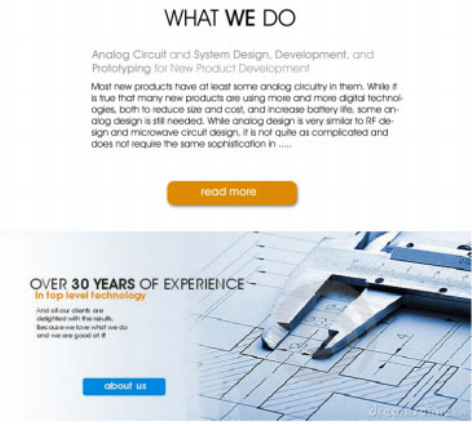 WHAT WE DO
Analog Circuit and System Design, Development, and
Prototyping for New Product Development
Most new products have at least some analog circuitry in them. While it
is true that many new products are using more and more digital technol-
ogies, both to reduce size and cost, and increase battery life, some an-
alog design is still needed. While analog design is very similar to RF de-
sign and microwave circuit design, it is not quite as complicated and
does not require the same sophistication in .....
read more
OVER 30 YEARS OF EXPERIENCE
In top level technology
And all our clients are
delighted with the results.
Because we love what we do
and we are good at it
about us